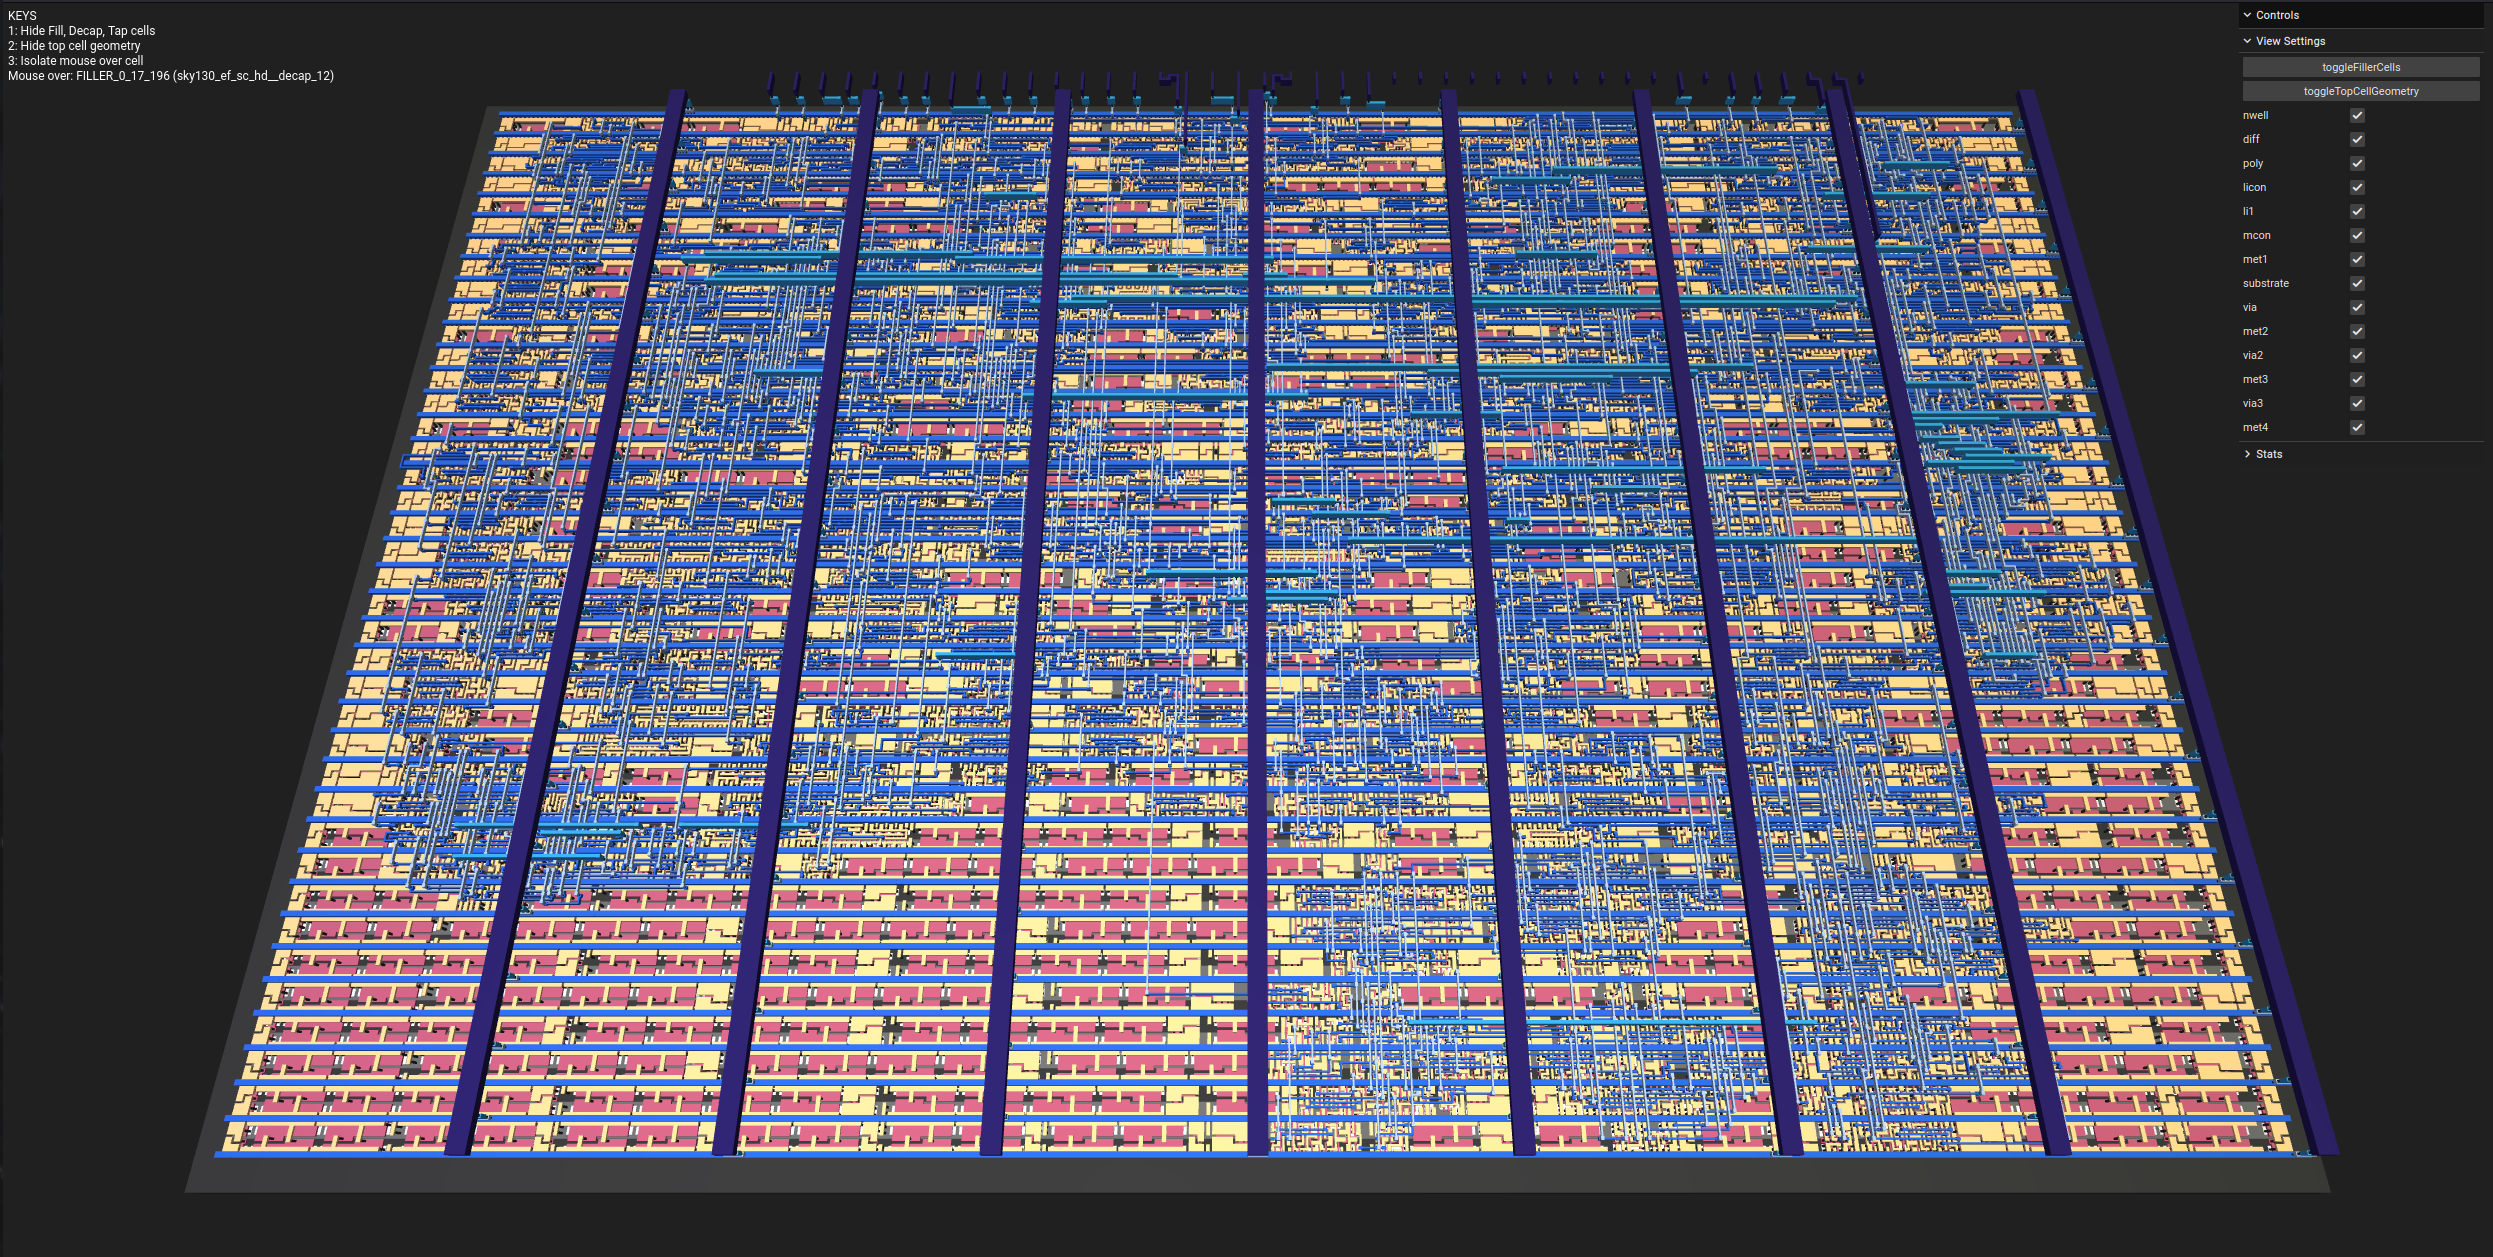 KEYS
1: Hide Fill, Decap, Tap cells
2: Hide top cell geometry
3: Isolate mouse over cell
Mouse over: FILLER_0_17_196 (sky130_ef_sc_hd__decap_12)
Controls
View Settings
toggleFillerCells
toggleTopCellGeometry
nwell
diff
poly
licon
li1
mcon
met1
substrate
via
met2
via2
met3
via3
met4
Stats